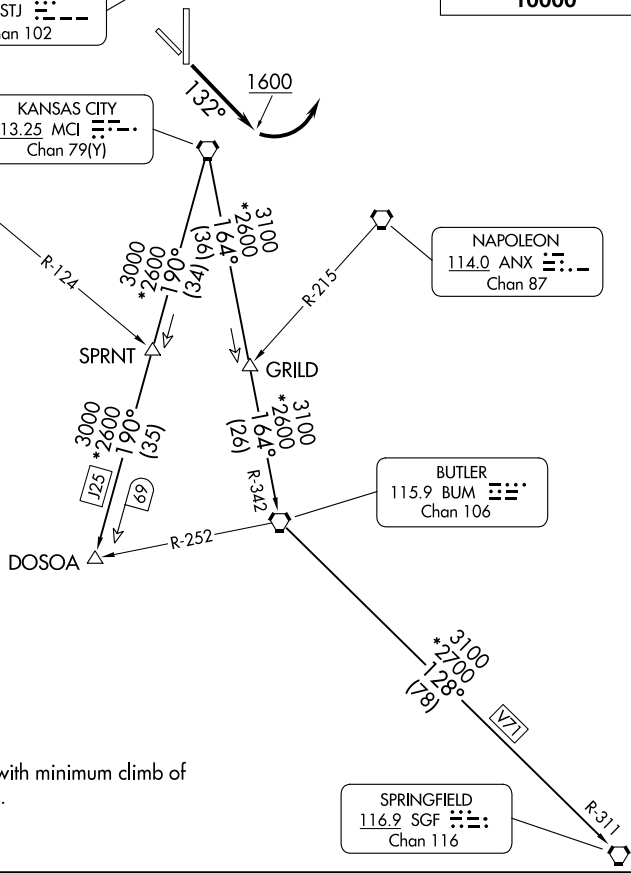 STJ
Chan 102
10000
1600
132°
KANSAS CITY
113.25 MCI
Chan 79(Y)
3000
*2600
190°
(34)
3100
*2600
164°
(36)
NAPOLEON
114.0 ANX
Chan 87
R-124
R-215
SPRNT
GRILD
3000
*2600
190°
(35)
3100
*2600
164°
(26)
J25
69
R-342
BUTLER
115.9 BUM
Chan 106
R-252
DOSOA
3100
*2700
128°
(78)
V71
with minimum climb of
.
SPRINGFIELD
116.9 SGF
Chan 116
R-311